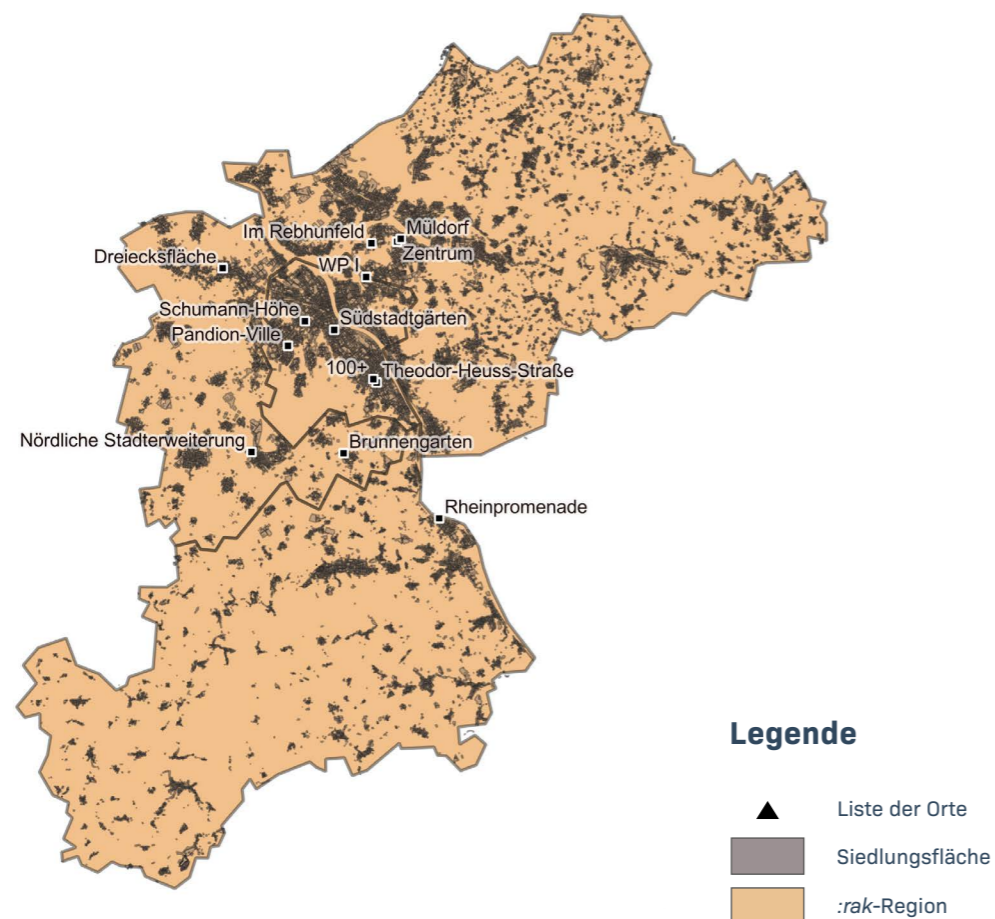 Im Rebhunfeld
Müldorf
Zentrum
Dreiecksfläche
WP I
Schumann-Höhe
Südstadtgärten
Pandion-Ville
100+
Theodor-Heuss-Straße
Nördliche Stadterweiterung
Brunnengarten
Rheinpromenade
Legende
Liste der Orte
Siedlungsfläche
:rak-Region